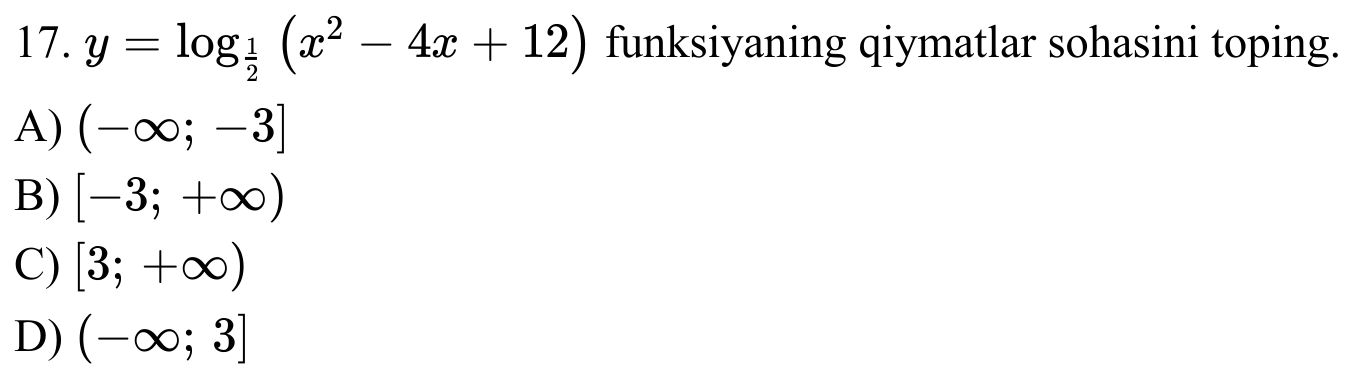 17. y = log_{1/2} (x² − 4x + 12) funksiyaning qiymatlar sohasini toping.
A) (−∞; −3]
B) [−3; +∞)
C) [3; +∞)
D) (−∞; 3]